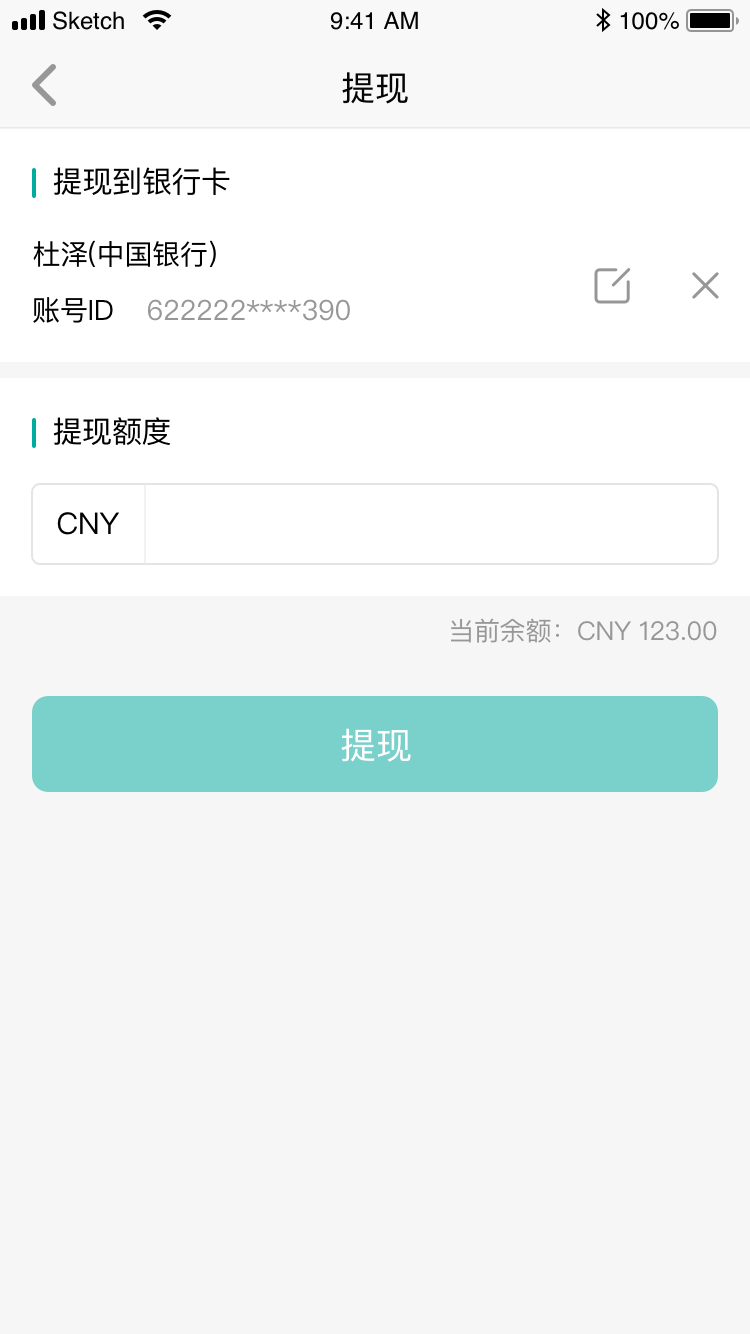 Sketch 9:41 AM 100%
提现
提现到银行卡
杜泽(中国银行)
账号ID 622222****390
提现额度
CNY
当前余额：CNY 123.00
提现